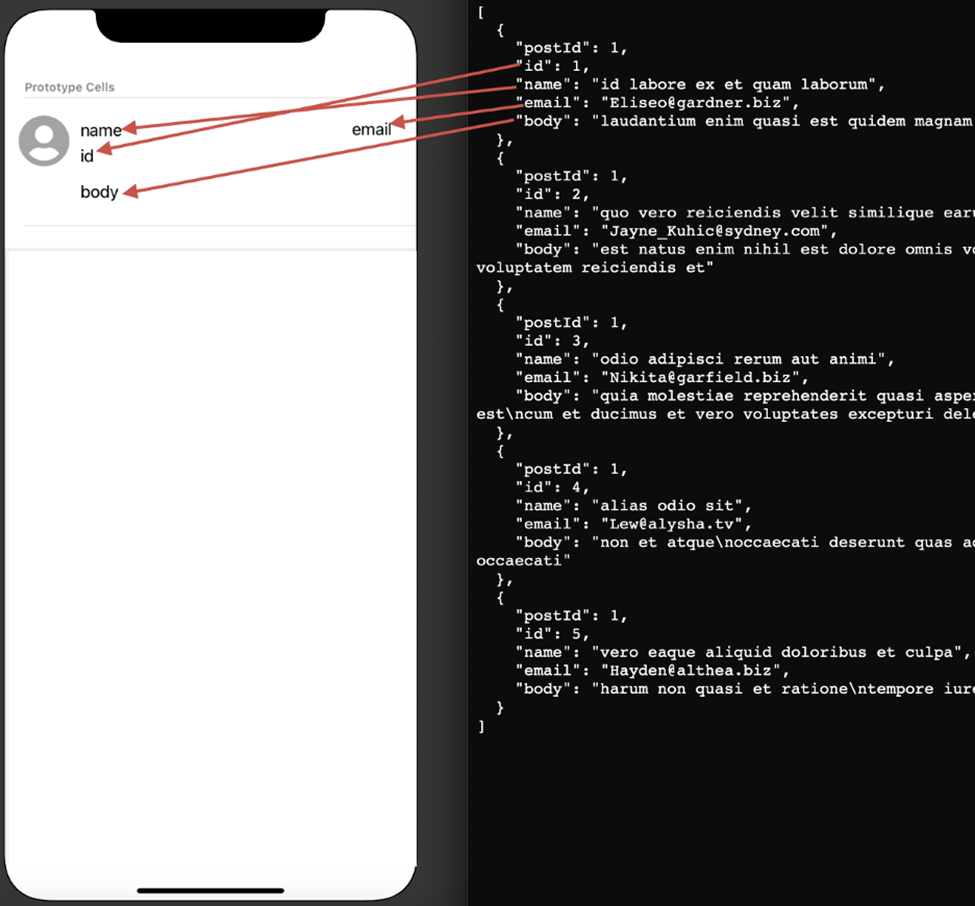 Prototype Cells
name
email
id
body
[
{
"postId": 1,
"id": 1,
"name": "id labore ex et quam laborum",
"email": "Eliseo@gardner.biz",
"body": "laudantium enim quasi est quidem magnam
},
{
"postId": 1,
"id": 2,
"name": "quo vero reiciendis velit similique earu
"email": "Jayne_Kuhic@sydney.com",
"body": "est natus enim nihil est dolore omnis vo
voluptatem reiciendis et"
},
{
"postId": 1,
"id": 3,
"name": "odio adipisci rerum aut animi",
"email": "Nikita@garfield.biz",
"body": "quia molestiae reprehenderit quasi asper
est\ncum et ducimus et vero voluptates excepturi dele
},
{
"postId": 1,
"id": 4,
"name": "alias odio sit",
"email": "Lew@alysha.tv",
"body": "non et atque\noccaecati deserunt quas ac
occaecati"
},
{
"postId": 1,
"id": 5,
"name": "vero eaque aliquid doloribus et culpa",
"email": "Hayden@althea.biz",
"body": "harum non quasi et ratione\ntempore iure
}
]